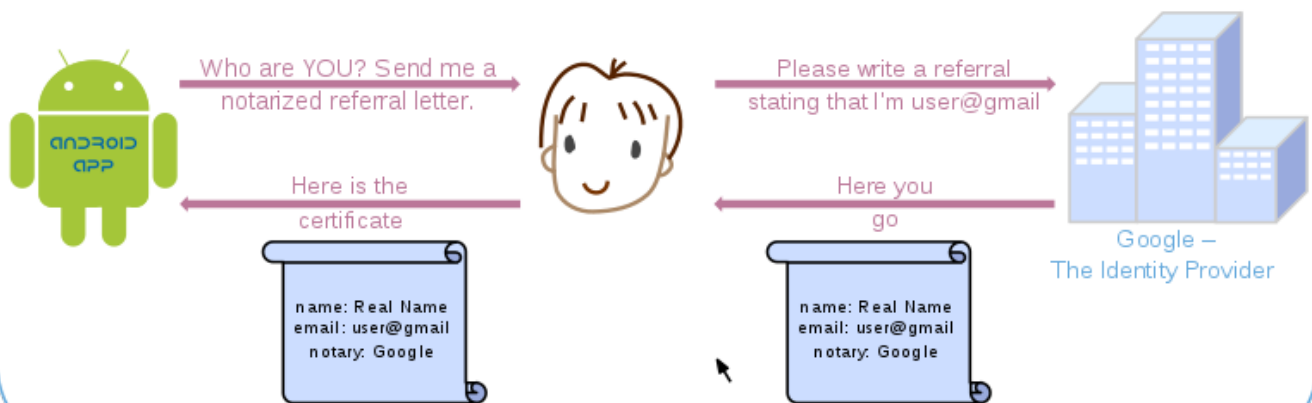 Who are YOU? Send me a
notarized referral letter.
Please write a referral
stating that I'm user@gmail
ANDROID
APP
Here is the
certificate
Here you
go
Google –
The Identity Provider
name: Real Name
email: user@gmail
notary: Google
name: Real Name
email: user@gmail
notary: Google